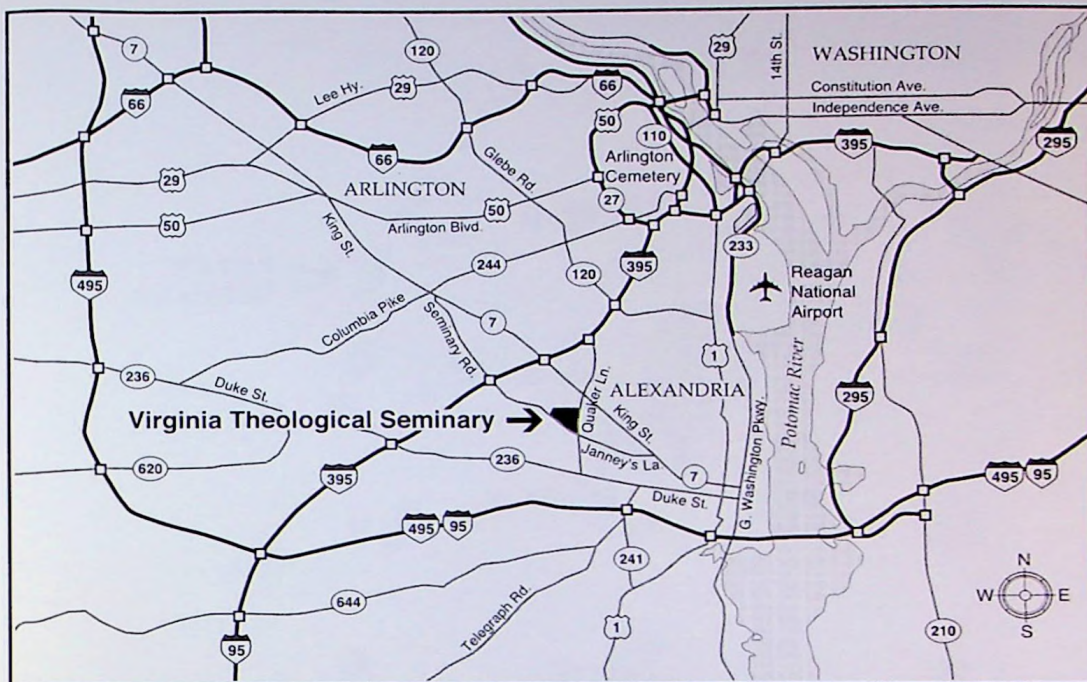 7
120
29
14th St.
WASHINGTON
66
Lee Hy.
29
66
Constitution Ave.
Independence Ave.
50
110
395
295
66
Glebe Rd.
Arlington
Cemetery
29
ARLINGTON
27
50
King St.
50
Arlington Blvd.
233
495
244
120
395
Reagan
National
Airport
Columbia Pike
Seminary Rd.
7
1
236
Duke St.
Quaker Ln.
ALEXANDRIA
G. Washington Pkwy.
Potomac River
295
Virginia Theological Seminary
King St.
Janney's La.
620
236
7
395
Duke St.
495 95
495 95
241
644
Telegraph Rd.
1
210
95
N
W E
S